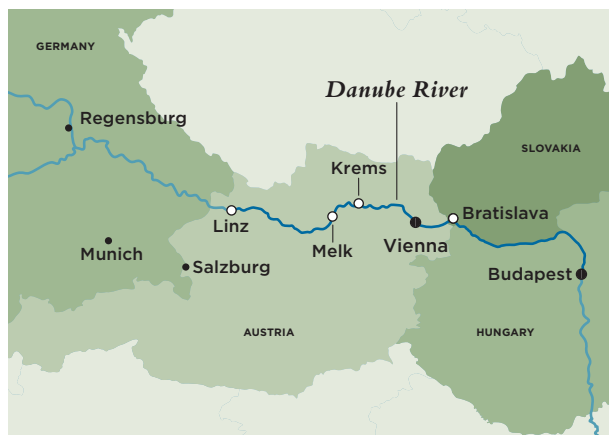 GERMANY
Danube River
Regensburg
SLOVAKIA
Krems
Bratislava
Linz
Melk
Vienna
Munich
Salzburg
Budapest
AUSTRIA
HUNGARY